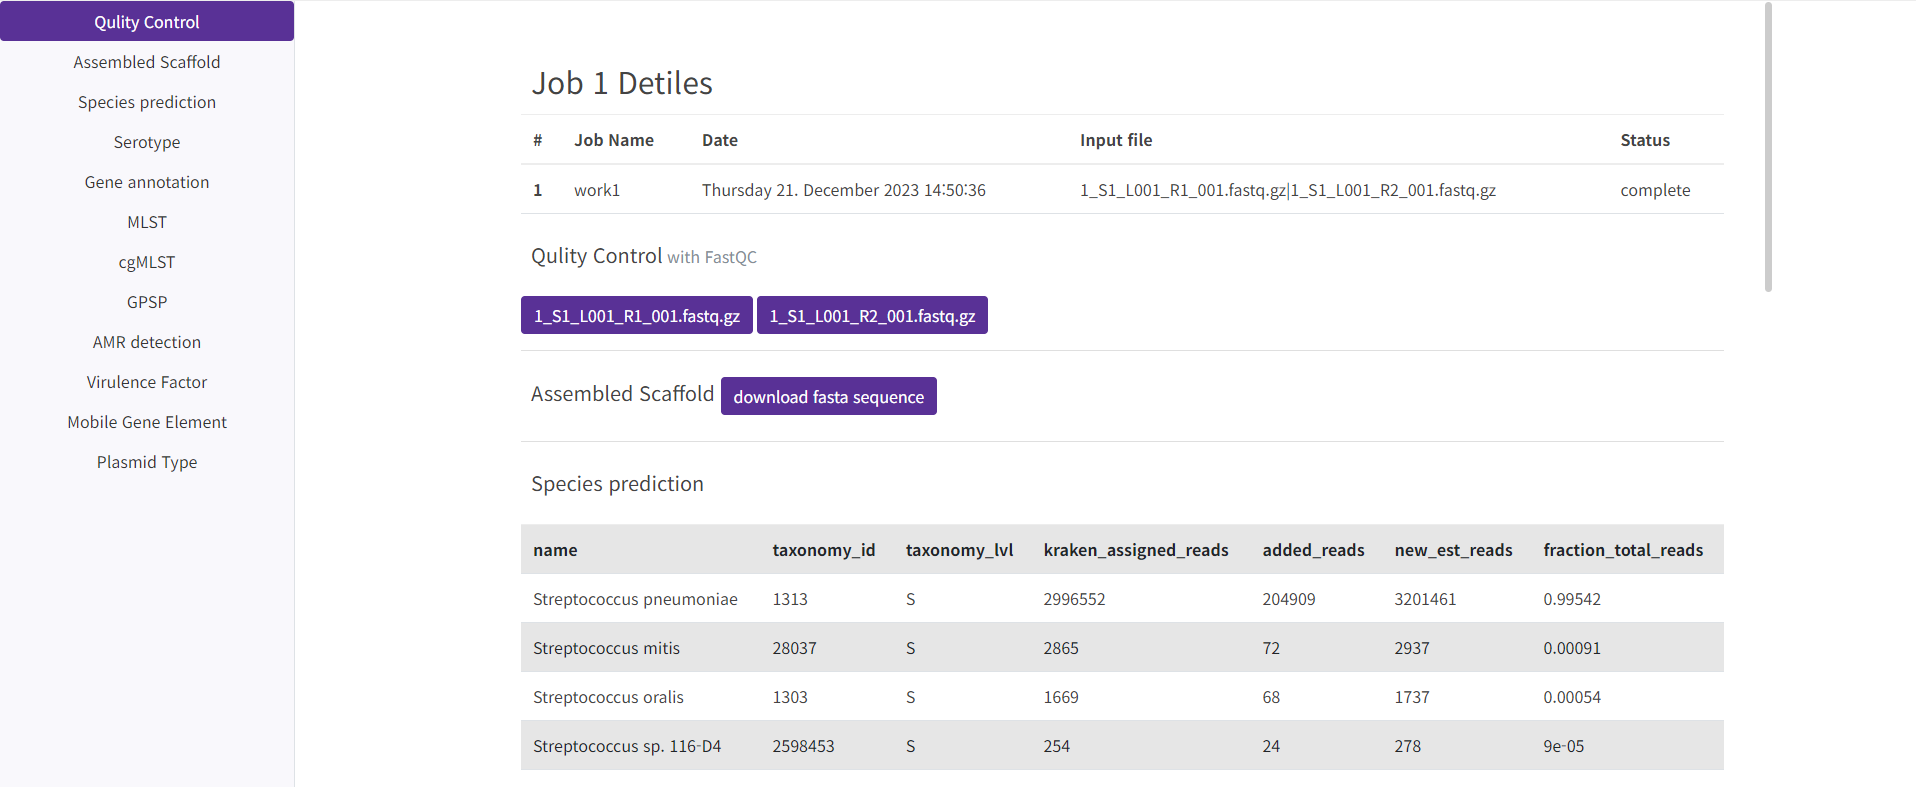 Qulity Control
Assembled Scaffold
Species prediction
Serotype
Gene annotation
MLST
cgMLST
GPSP
AMR detection
Virulence Factor
Mobile Gene Element
Plasmid Type
Job 1 Detiles
# Job Name Date Input file Status
1 work1 Thursday 21. December 2023 14:50:36 1_S1_L001_R1_001.fastq.gz|1_S1_L001_R2_001.fastq.gz complete
Qulity Control with FastQC
1_S1_L001_R1_001.fastq.gz 1_S1_L001_R2_001.fastq.gz
Assembled Scaffold download fasta sequence
Species prediction
name taxonomy_id taxonomy_lvl kraken_assigned_reads added_reads new_est_reads fraction_total_reads
Streptococcus pneumoniae 1313 S 2996552 204909 3201461 0.99542
Streptococcus mitis 28037 S 2865 72 2937 0.00091
Streptococcus oralis 1303 S 1669 68 1737 0.00054
Streptococcus sp. 116-D4 2598453 S 254 24 278 9e-05